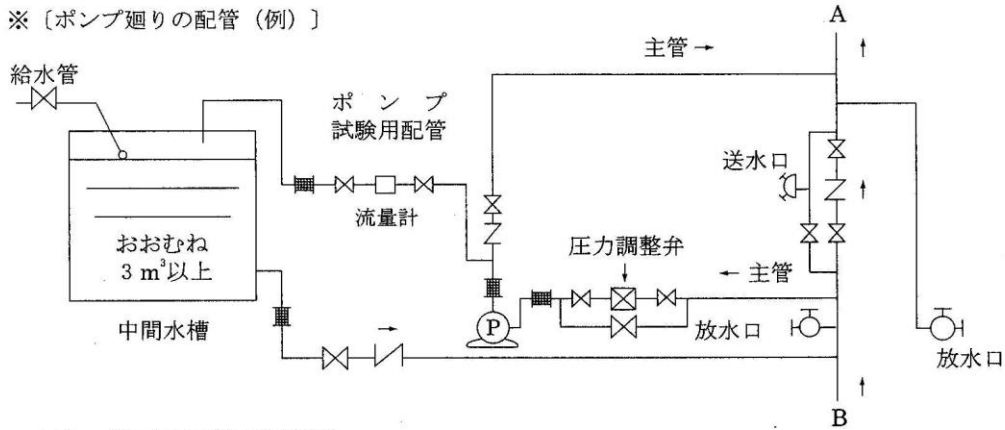 ※〔ポンプ廻りの配管（例）〕
A
主管→
↑
給水管
ポンプ
試験用配管
送水口
流量計
↑
圧力調整弁
おおむね
3 m³以上
←主管
P
放水口
中間水槽
→
放水口
↑
B